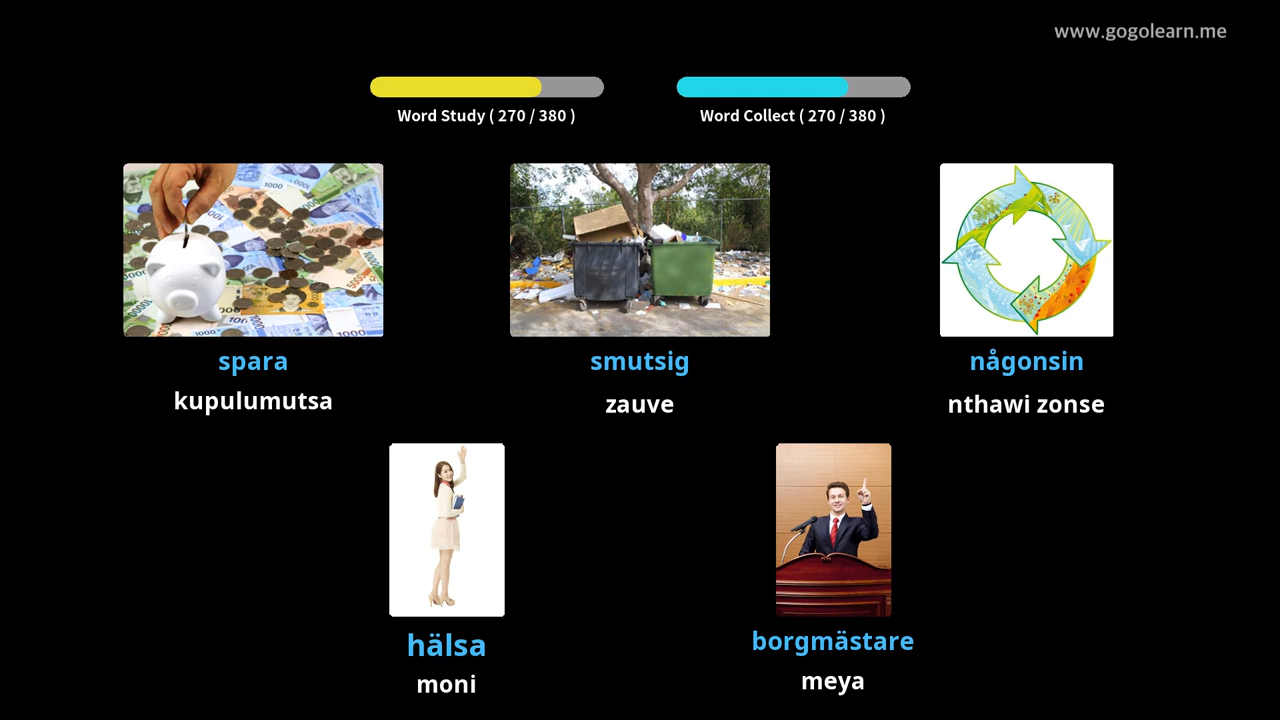 www.gogolearn.me
Word Study ( 270 / 380 )
Word Collect ( 270 / 380 )
spara
smutsig
någonsin
kupulumutsa
zauve
nthawi zonse
hälsa
borgmästare
moni
meya